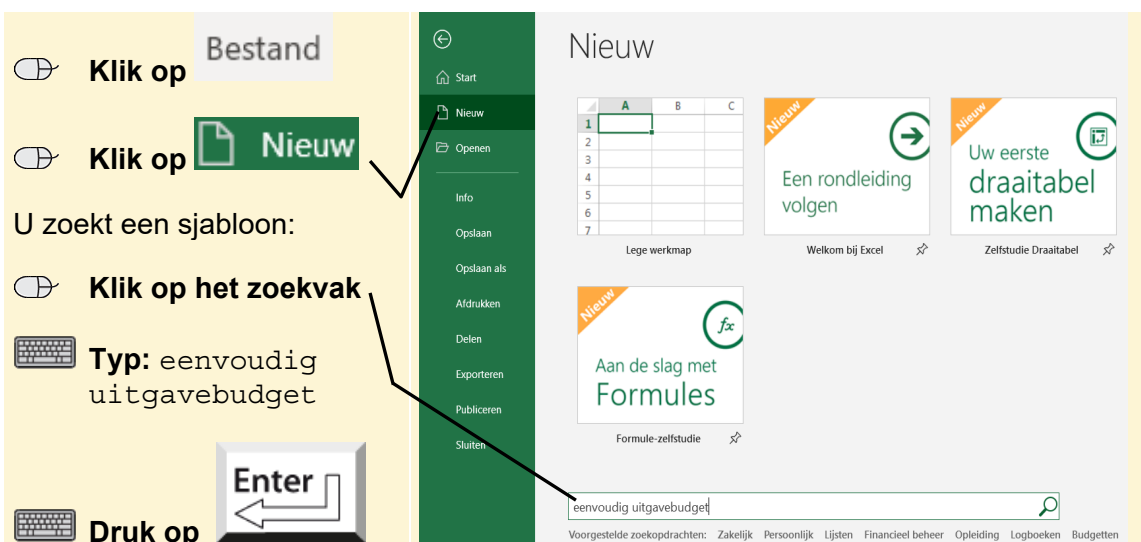 Klik op Bestand
Klik op Nieuw
U zoekt een sjabloon:
Klik op het zoekvak
Typ: eenvoudig
uitgavebudget
Druk op Enter
Start
Nieuw
Openen
Info
Opslaan
Opslaan als
Afdrukken
Delen
Exporteren
Publiceren
Sluiten
Nieuw
A B C
1
2
3
4
5
6
7
Lege werkmap
Nieuw
Een rondleiding
volgen
Welkom bij Excel
Nieuw
Uw eerste
draaitabel
maken
Zelfstudie Draaitabel
Nieuw
fx
Aan de slag met
Formules
Formule-zelfstudie
eenvoudig uitgavebudget
Voorgestelde zoekopdrachten: Zakelijk Persoonlijk Lijsten Financieel beheer Opleiding Logboeken Budgetten